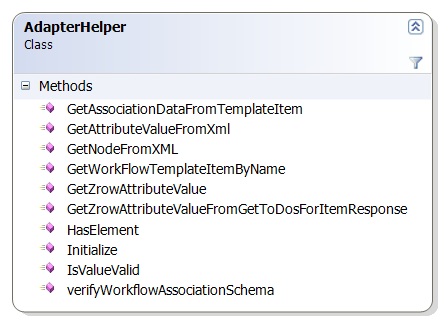 AdapterHelper
Class
Methods
GetAssociationDataFromTemplateItem
GetAttributeValueFromXml
GetNodeFromXML
GetWorkFlowTemplateItemByName
GetZrowAttributeValue
GetZrowAttributeValueFromGetToDosForItemResponse
HasElement
Initialize
IsValueValid
verifyWorkflowAssociationSchema